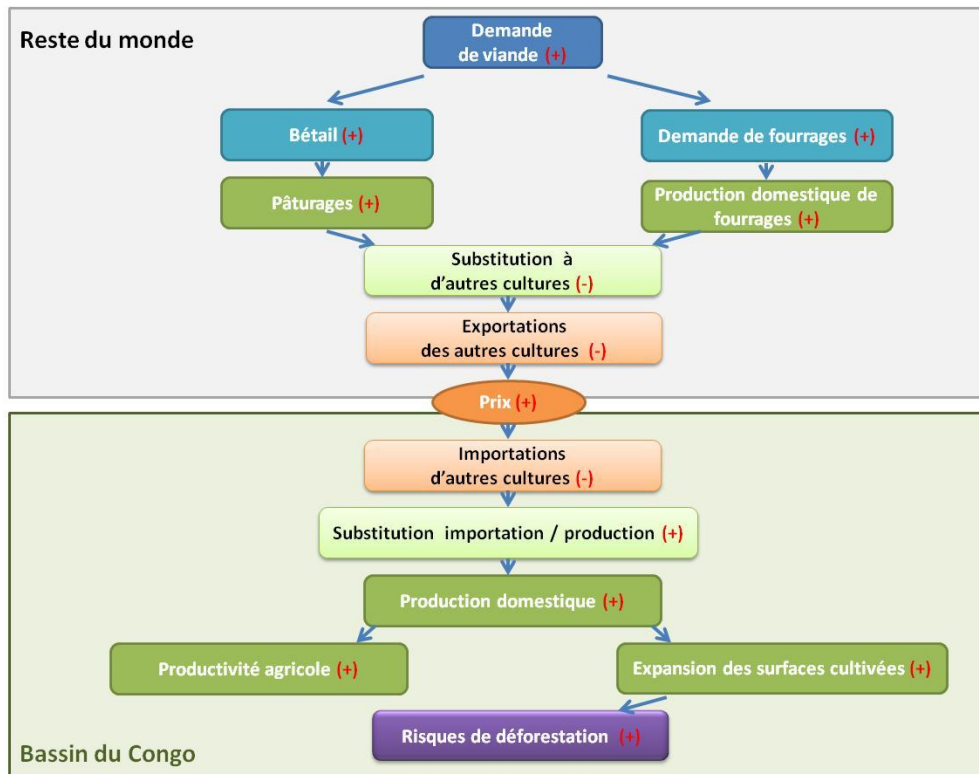 Reste du monde
Demande
de viande (+)
Bétail (+)
Demande de fourrages (+)
Pâturages (+)
Production domestique de
fourrages (+)
Substitution à
d'autres cultures (-)
Exportations
des autres cultures (-)
Prix (+)
Importations
d'autres cultures (-)
Substitution importation / production (+)
Production domestique (+)
Productivité agricole (+)
Expansion des surfaces cultivées (+)
Risques de déforestation (+)
Bassin du Congo